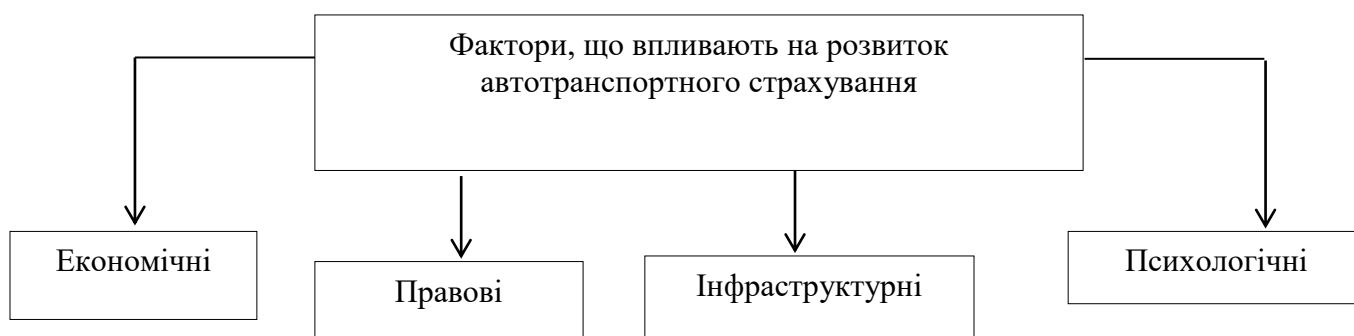 Фактори, що впливають на розвиток
автотранспортного страхування
Економічні
Правові
Інфраструктурні
Психологічні